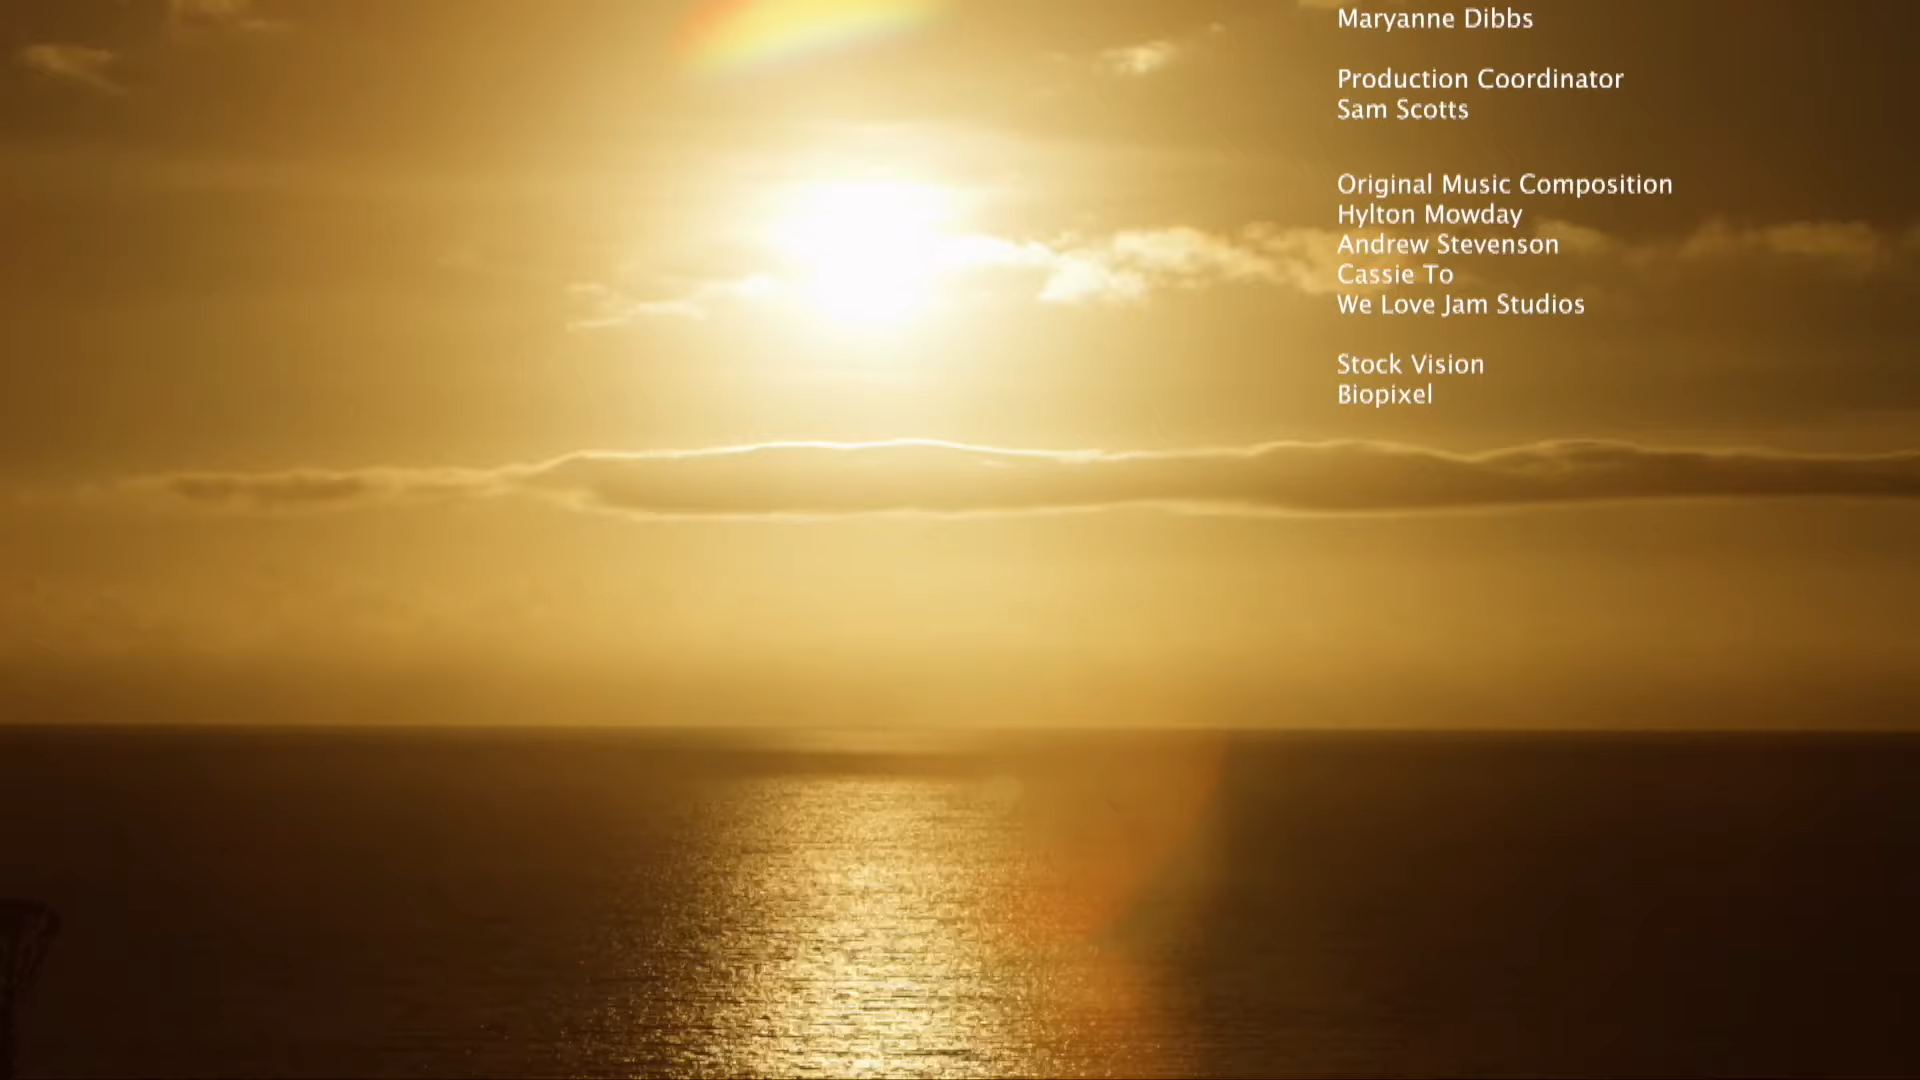 Maryanne Dibbs
Production Coordinator
Sam Scotts
Original Music Composition
Hylton Mowday
Andrew Stevenson
Cassie To
We Love Jam Studios
Stock Vision
Biopixel